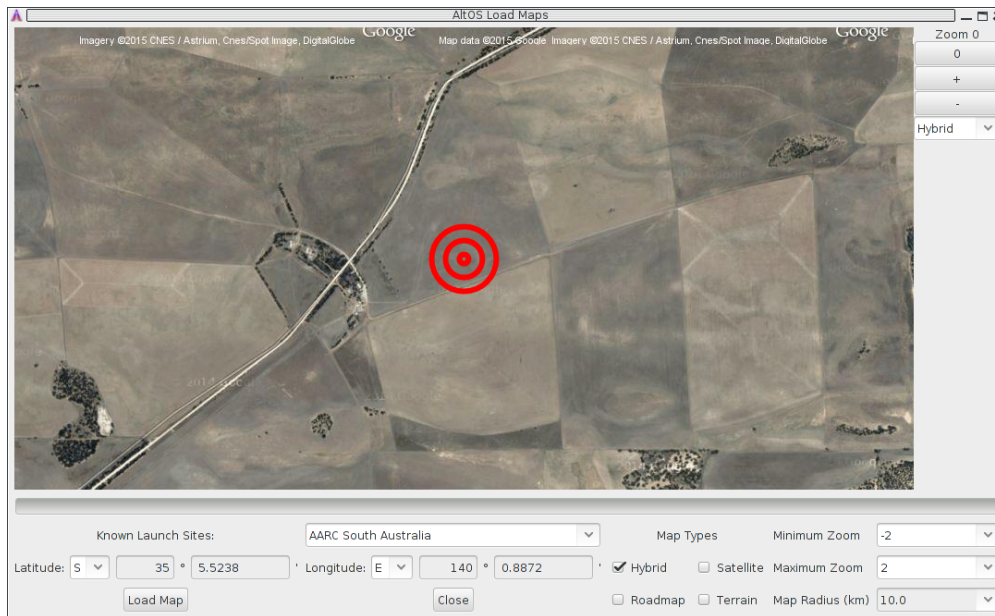 AltOS Load Maps
Imagery ©2015 CNES / Astrium, Cnes/Spot Image, DigitalGlobe
Google
Map data ©2015 Google Imagery ©2015 CNES / Astrium, Cnes/Spot Image, DigitalGlobe
Google
Zoom 0
0
+
-
Hybrid
Known Launch Sites:
AARC South Australia
Map Types
Minimum Zoom
-2
Latitude:
S
35
°
5.5238
'
Longitude:
E
140
°
0.8872
'
Hybrid
Satellite
Maximum Zoom
2
Load Map
Close
Roadmap
Terrain
Map Radius (km)
10.0